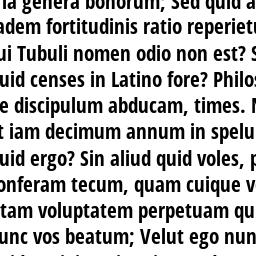 genera bonorum; Sed quid a
adem fortitudinis ratio reperietu
ui Tubuli nomen odio non est? S
uid censes in Latino fore? Philos
e discipulum abducam, times. N
t iam decimum annum in spelu
uid ergo? Sin aliud quid voles, p
onferam tecum, quam cuique v
tam voluptatem perpetuam qu
unc vos beatum; Velut ego nun